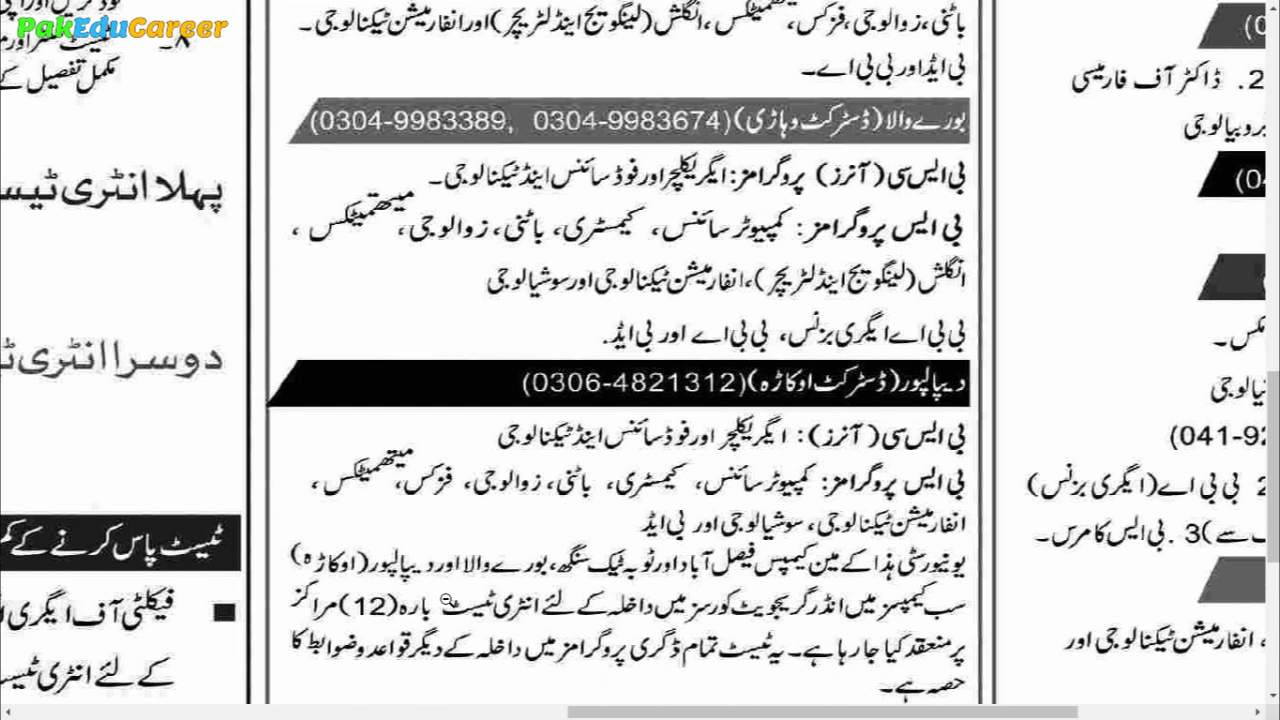 PakEduCareer
باٹنی، زوالوجی، فزکس، میتھمیٹکس، انگلش (لینگویج اینڈ لٹریچر) اور انفارمیشن ٹیکنالوجی۔
بی ایڈ اور بی بی اے۔
بورے والا (ڈسٹرکٹ وہاڑی) (0304-9983389, 0304-9983674)
بی ایس سی (آنرز) پروگرامز: ایگریکلچر اور فوڈ سائنس اینڈ ٹیکنالوجی۔
بی ایس پروگرامز: کمپیوٹر سائنس، کیمسٹری، باٹنی، زوالوجی، میتھمیٹکس،
انگلش (لینگویج اینڈ لٹریچر)، انفارمیشن ٹیکنالوجی اور سوشیالوجی
بی بی اے ایگری بزنس، بی بی اے اور بی ایڈ.
دیپالپور (ڈسٹرکٹ اوکاڑہ) (0306-4821312)
بی ایس سی (آنرز): ایگریکلچر اور فوڈ سائنس اینڈ ٹیکنالوجی
بی ایس پروگرامز: کمپیوٹر سائنس، کیمسٹری، باٹنی، زوالوجی، فزکس، میتھمیٹکس،
انفارمیشن ٹیکنالوجی، سوشیالوجی اور بی ایڈ
یونیورسٹی ہذا کے مین کیمپس فیصل آباد اور ٹوبہ ٹیک سنگھ، بورے والا اور دیپالپور (اوکاڑہ)
سب کیمپسز میں انڈر گریجویٹ کورسز میں داخلہ کے لئے انٹری ٹیسٹ بارہ (12) مراکز
پر منعقد کیا جا رہا ہے۔ یہ ٹیسٹ تمام ڈگری پروگرامز میں داخلہ کے دیگر قواعد و ضوابط کا
حصہ ہے۔
2. ڈاکٹر آف فارمیسی
(041-92
2 بی بی اے (ایگری بزنس)
سے) 3. بی ایس کامرس۔
، انفارمیشن ٹیکنالوجی اور
۸۔
مکمل تفصیل کے
پہلا انٹری
دوسرا انٹری
ٹیسٹ پاس کرنے کے
■ فیکلٹی آف ایگری
کے لئے انٹری